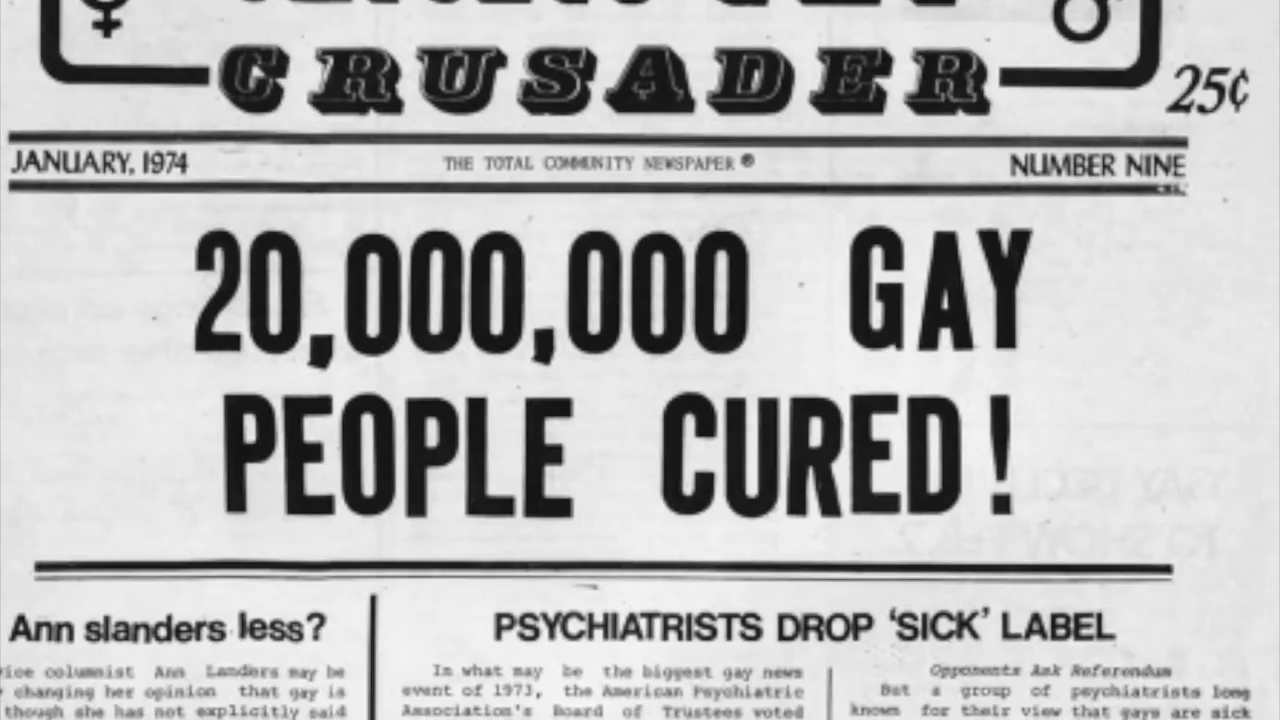 CRUSADER
25¢
JANUARY, 1974
THE TOTAL COMMUNITY NEWSPAPER ®
NUMBER NINE
20,000,000 GAY
PEOPLE CURED!
Ann slanders less?
columnist Ann Landers may be
changing her opinion that gay is
though she has not explicitly said
PSYCHIATRISTS DROP ‘SICK’ LABEL
In what may be the biggest gay news
event of 1973, the American Psychiatric
Association's Board of Trustees voted
Opponents Ask Referendum
But a group of psychiatrists long
known for their view that gays are sick